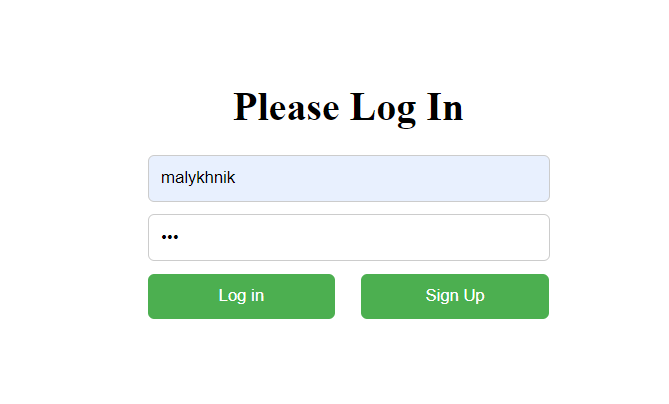 Please Log In
malykhnik
•••
Log in
Sign Up